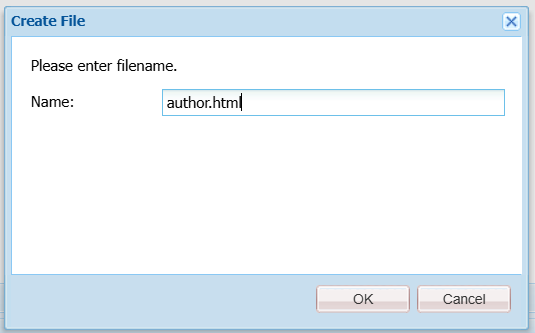 Create File
Please enter filename.
Name: author.html
OK Cancel